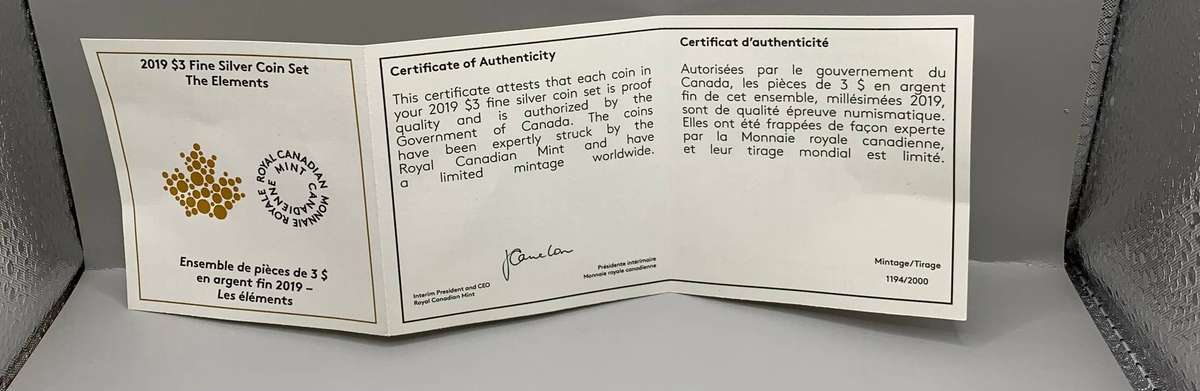 2019 $3 Fine Silver Coin Set
The Elements
ROYAL CANADIAN MINT
MONNAIE ROYALE CANADIENNE
Ensemble de pièces de 3 $
en argent fin 2019 –
Les éléments
Certificate of Authenticity
This certificate attests that each coin in
your 2019 $3 fine silver coin set is proof
quality and is authorized by the
Government of Canada. The coins
have been expertly struck by the
Royal Canadian Mint and have
a limited mintage worldwide.
Interim President and CEO
Royal Canadian Mint
Présidente intérimaire
Monnaie royale canadienne
Certificat d'authenticité
Autorisées par le gouvernement du
Canada, les pièces de 3 $ en argent
fin de cet ensemble, millésimées 2019,
sont de qualité épreuve numismatique.
Elles ont été frappées de façon experte
par la Monnaie royale canadienne,
et leur tirage mondial est limité.
Mintage/Tirage
1194/2000